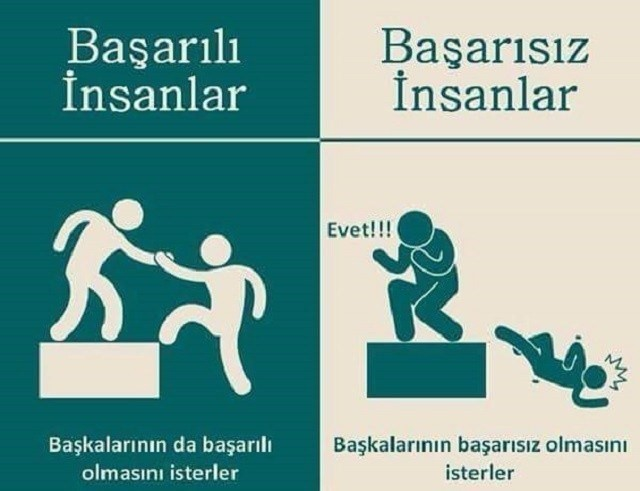 Başarılı
İnsanlar
Başarısız
İnsanlar
Evet!!!
Başkalarının da başarılı
olmasını isterler
Başkalarının başarısız olmasını
isterler